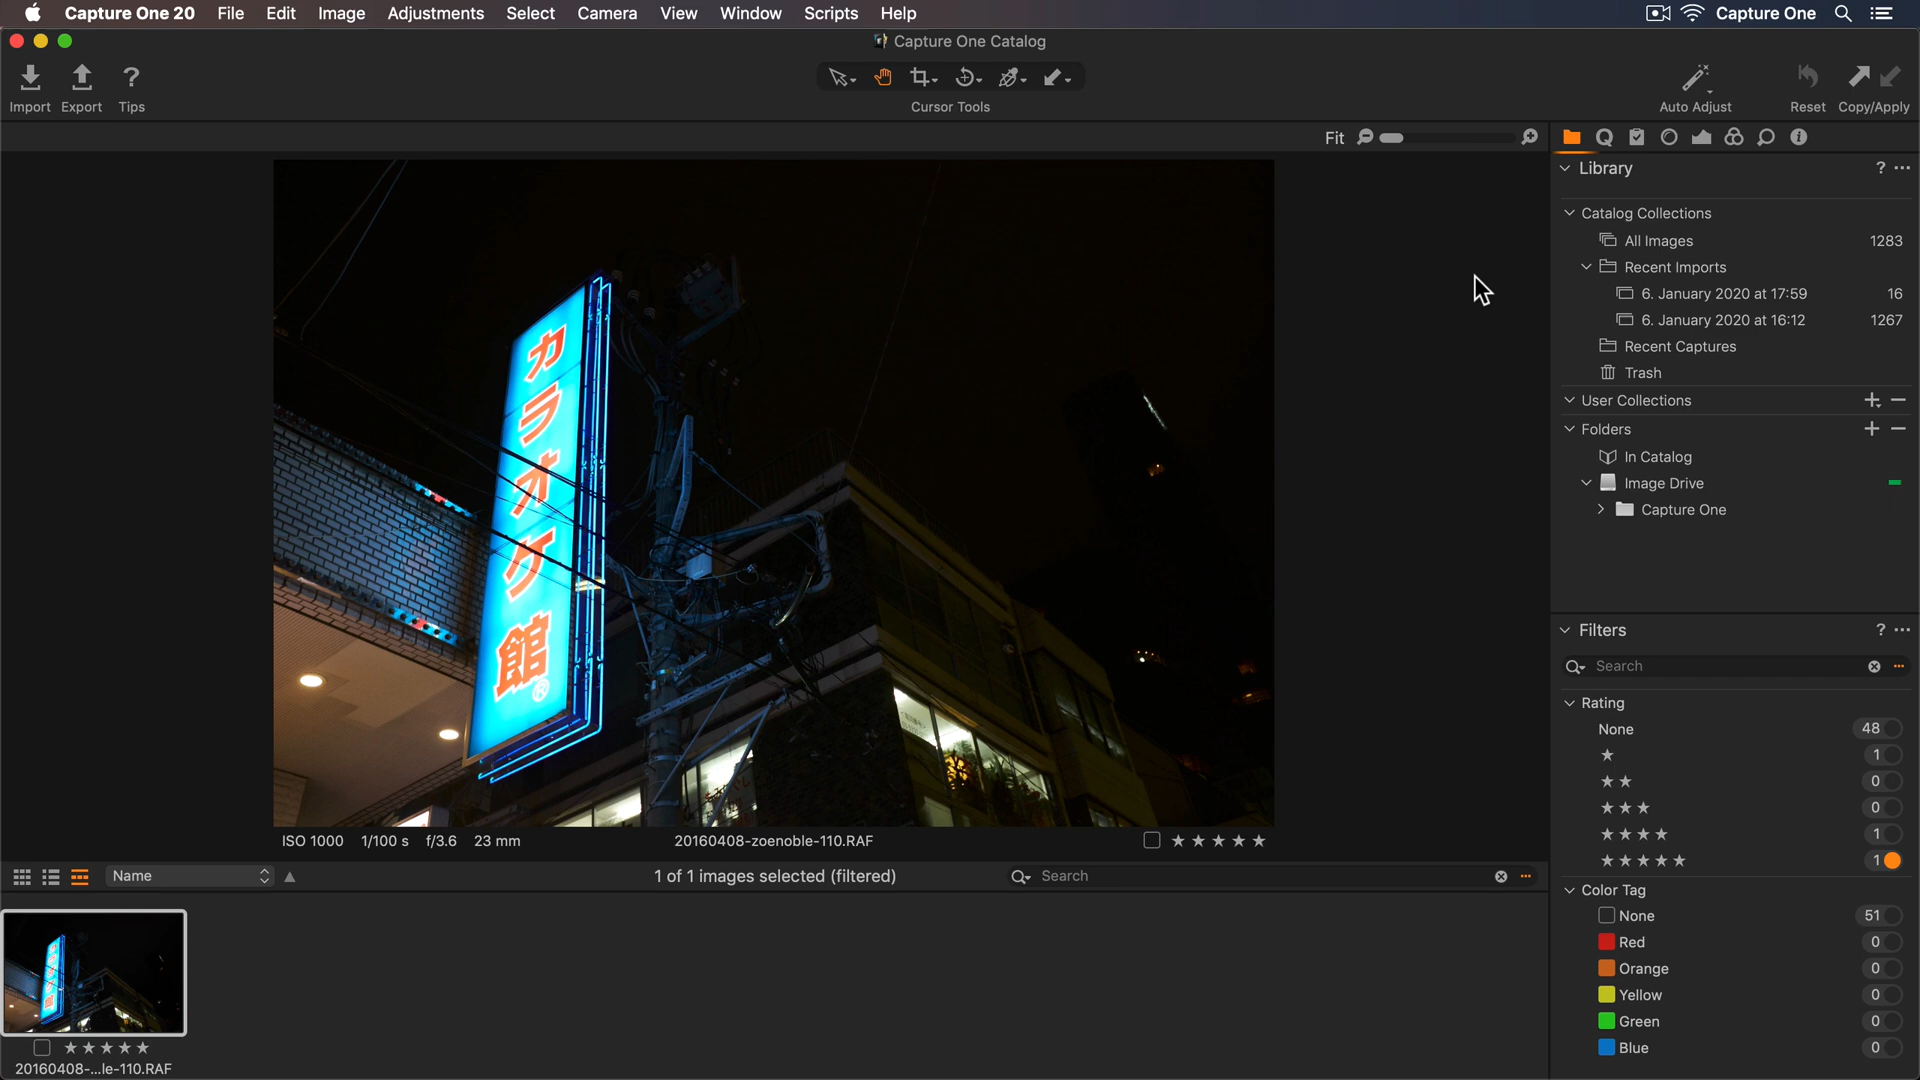 Capture One 20 File Edit Image Adjustments Select Camera View Window Scripts Help Capture One
Capture One Catalog
Import Export ? Tips Cursor Tools Auto Adjust Reset Copy/Apply
Fit
Library ? ...
Catalog Collections
All Images 1283
Recent Imports
6. January 2020 at 17:59 16
6. January 2020 at 16:12 1267
Recent Captures
Trash
User Collections
Folders
In Catalog
Image Drive
Capture One
カラオケ館®
Filters ? ...
Search
Rating
None 48
★ 1
★★ 0
★★★ 0
★★★★ 1
★★★★★ 1
Color Tag
None 51
Red 0
Orange 0
Yellow 0
Green 0
Blue 0
ISO 1000 1/100 s f/3.6 23 mm 20160408-zoenoble-110.RAF ★★★★★
Name 1 of 1 images selected (filtered) Search
★★★★★
20160408-...le-110.RAF